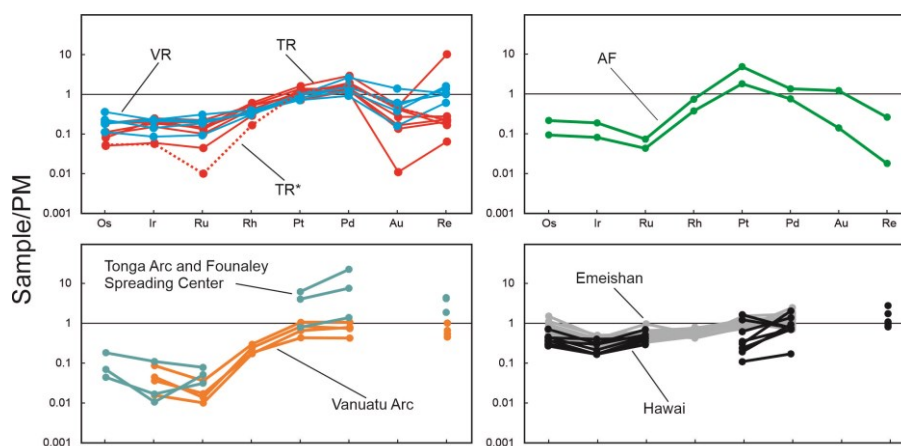 Sample/PM
10
1
0.1
0.01
0.001
VR
TR
TR*
Os Ir Ru Rh Pt Pd Au Re
10
1
0.1
0.01
0.001
AF
Os Ir Ru Rh Pt Pd Au Re
10
1
0.1
0.01
0.001
Tonga Arc and Founaley
Spreading Center
Vanuatu Arc
10
1
0.1
0.01
0.001
Emeishan
Hawai